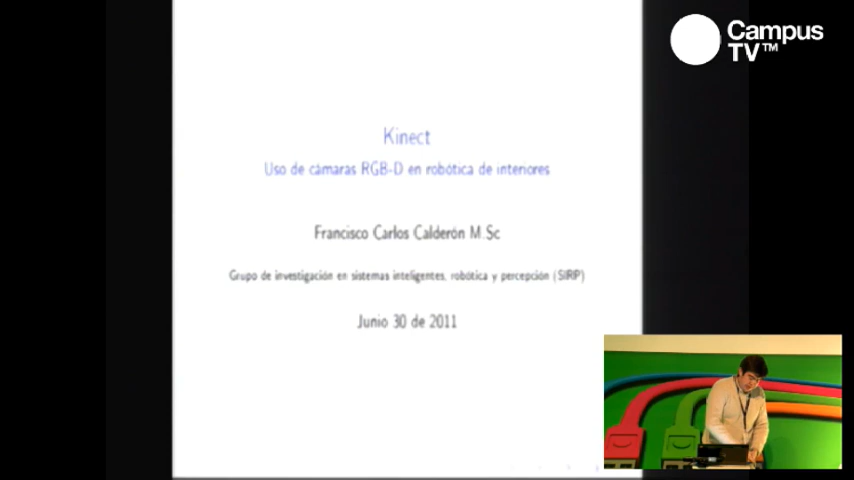 Campus
TV™
Kinect
Uso de cámaras RGB-D en robótica de interiores
Francisco Carlos Calderón M.Sc
Grupo de investigación en sistemas inteligentes, robótica y percepción (SIRP)
Junio 30 de 2011